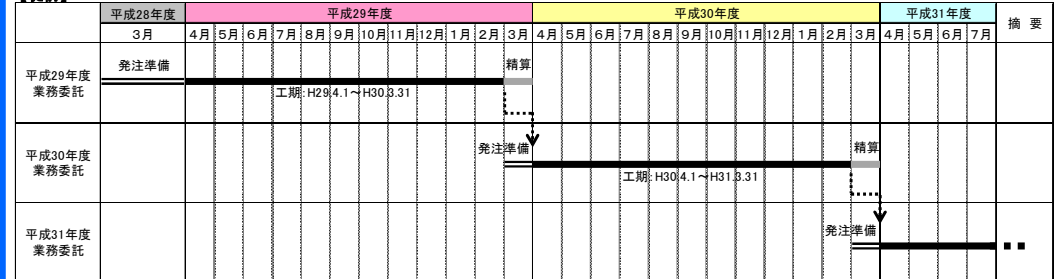 平成28年度 平成29年度 平成30年度 平成31年度 摘 要
3月 4月 5月 6月 7月 8月 9月 10月 11月 12月 1月 2月 3月 4月 5月 6月 7月 8月 9月 10月 11月 12月 1月 2月 3月 4月 5月 6月 7月
平成29年度
業務委託
発注準備
精算
工期:H29.4.1～H30.3.31
平成30年度
業務委託
発注準備
精算
工期:H30.4.1～H31.3.31
平成31年度
業務委託
発注準備